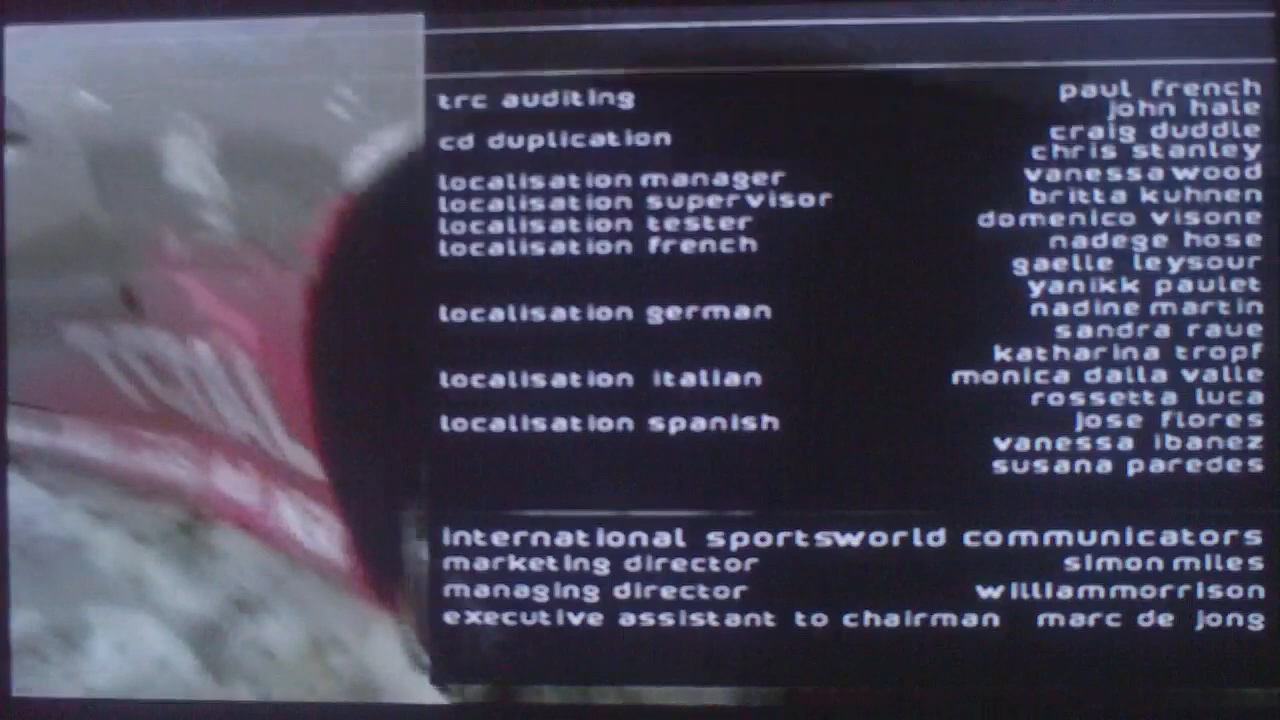 trc auditing paul french
john hale
cd duplication craig duddle
chris stanley
localisation manager vanessa wood
localisation supervisor britta kuhnen
localisation tester domenico visone
localisation french nadege hose
gaelle leysour
yanikk paulet
localisation german nadine martin
sandra raue
katharina tropf
localisation italian monica dalla valle
rossetta luca
localisation spanish jose flores
vanessa ibanez
susana paredes
international sportsworld communicators
marketing director simon miles
managing director william morrison
executive assistant to chairman marc de jong